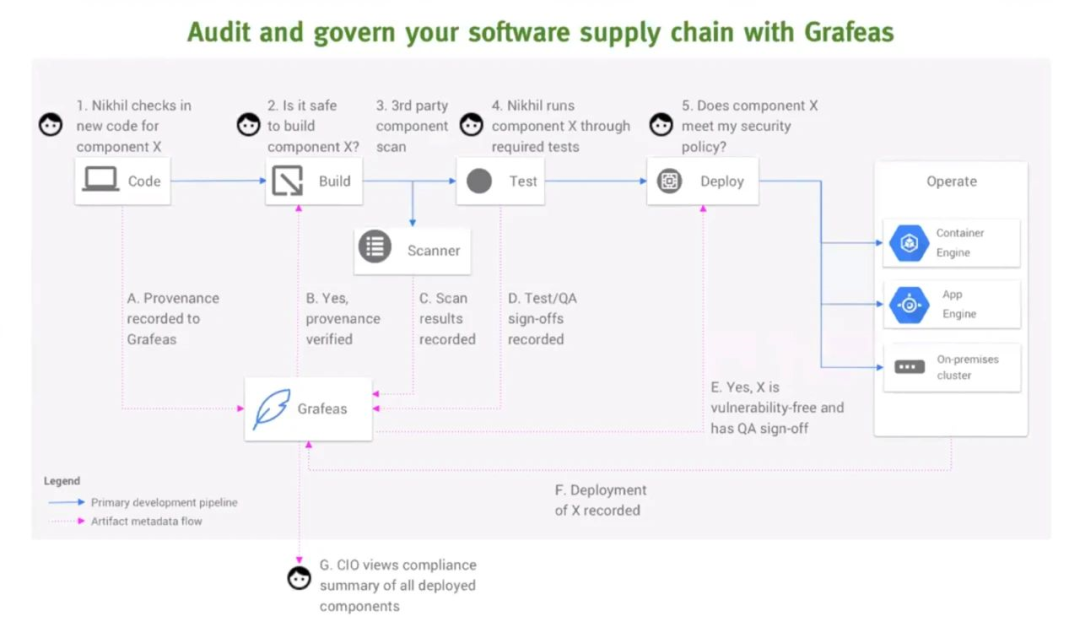 Audit and govern your software supply chain with Grafeas
1. Nikhil checks in
new code for
component X
2. Is it safe
to build
component X?
3. 3rd party
component
scan
4. Nikhil runs
component X through
required tests
5. Does component X
meet my security
policy?
Code
Build
Test
Deploy
Operate
Scanner
Container
Engine
App
Engine
On-premises
cluster
A. Provenance
recorded to
Grafeas
B. Yes,
provenance
verified
C. Scan
results
recorded
D. Test/QA
sign-offs
recorded
E. Yes, X is
vulnerability-free and
has QA sign-off
Grafeas
F. Deployment
of X recorded
Legend
Primary development pipeline
Artifact metadata flow
G. CIO views compliance
summary of all deployed
components